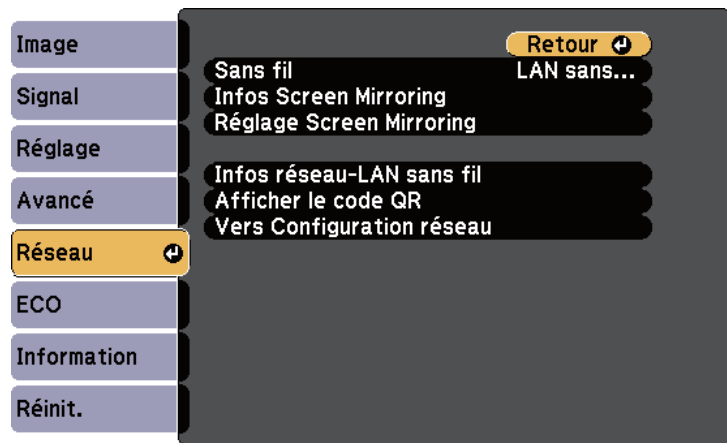 Image
Signal
Réglage
Avancé
Réseau
ECO
Information
Réinit.
Retour
Sans fil LAN sans...
Infos Screen Mirroring
Réglage Screen Mirroring
Infos réseau-LAN sans fil
Afficher le code QR
Vers Configuration réseau